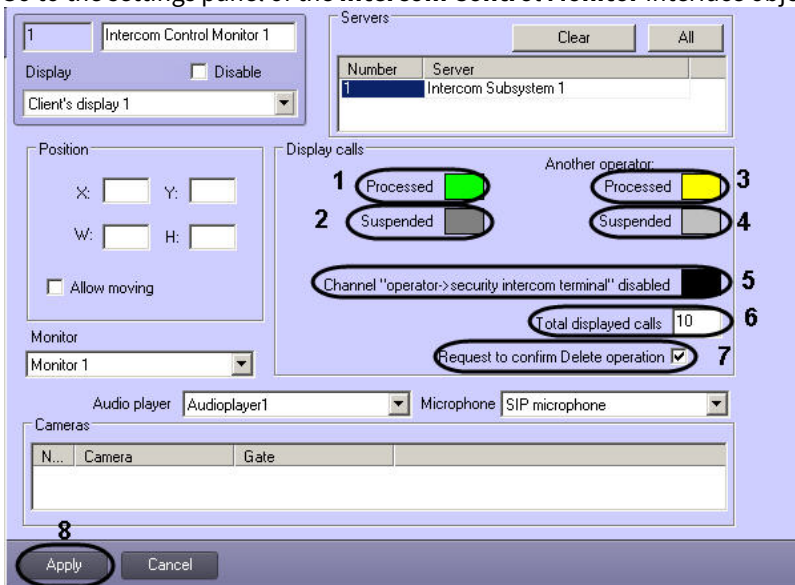 Go to the settings panel of the Intercom Control Monitor interface obje
1 Intercom Control Monitor 1
Display Disable
Client's display 1
Servers
Clear All
Number Server
1 Intercom Subsystem 1
Position
X: Y:
W: H:
Allow moving
Monitor
Monitor 1
Display calls
Another operator:
1 Processed
Processed 3
2 Suspended
Suspended 4
Channel "operator->security intercom terminal" disabled 5
Total displayed calls 10 6
Request to confirm Delete operation 7
Audio player Audioplayer1 Microphone SIP microphone
Cameras
N... Camera Gate
8
Apply Cancel